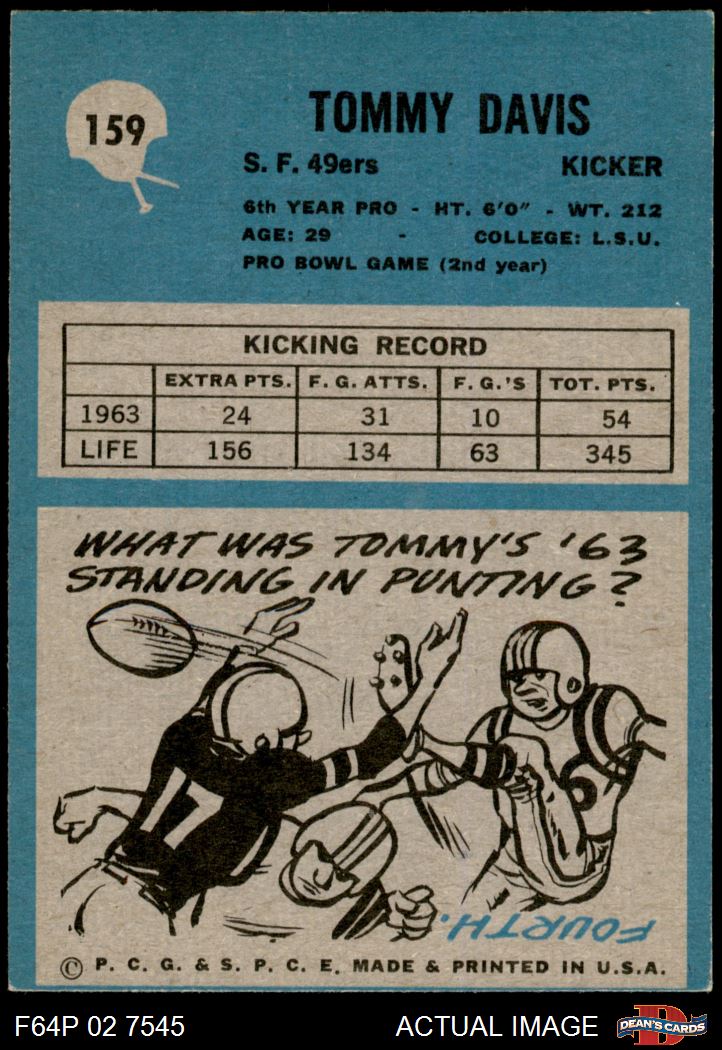 159
TOMMY DAVIS
S. F. 49ers KICKER
6th YEAR PRO - HT. 6'0" - WT. 212
AGE: 29 - COLLEGE: L.S.U.
PRO BOWL GAME (2nd year)
KICKING RECORD
EXTRA PTS. F. G. ATTS. F. G.'S TOT. PTS.
1963 24 31 10 54
LIFE 156 134 63 345
WHAT WAS TOMMY'S '63
STANDING IN PUNTING?
17
FOURTH.
© P. C. G. & S. P. C. E. MADE & PRINTED IN U.S.A.
F64P 02 7545 ACTUAL IMAGE D DEAN'S CARDS